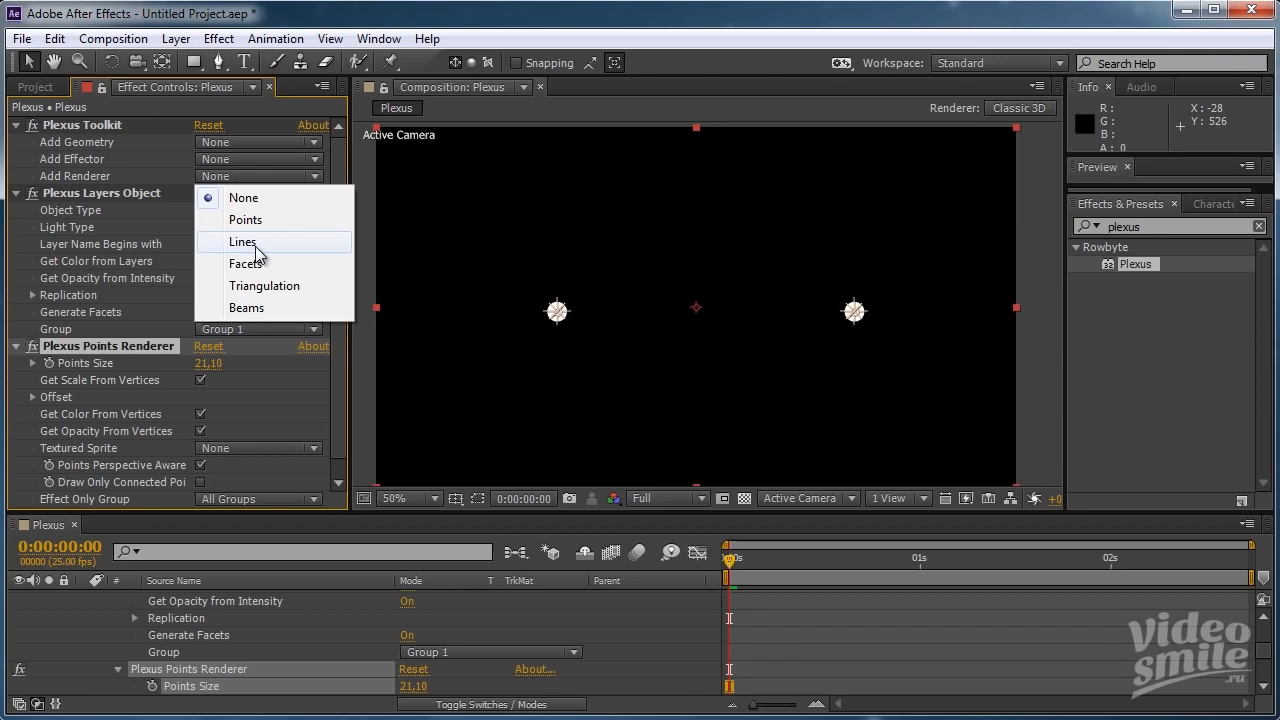 Adobe After Effects - Untitled Project.aep *
File Edit Composition Layer Effect Animation View Window Help
Snapping
Workspace: Standard
Search Help
Project Effect Controls: Plexus
Composition: Plexus
Info Audio
Plexus • Plexus
Plexus
Renderer: Classic 3D
R:
G:
B:
A: 0
X: -28
Y: 526
Plexus Toolkit Reset About
Add Geometry None
Add Effector None
Add Renderer None
Plexus Layers Object
Object Type
Light Type
Layer Name Begins with
Get Color from Layers
Get Opacity from Intensity
Replication
Generate Facets
Group Group 1
None
Points
Lines
Facets
Triangulation
Beams
Plexus Points Renderer Reset About
Points Size 21,10
Get Scale From Vertices
Offset
Get Color From Vertices
Get Opacity From Vertices
Textured Sprite None
Points Perspective Aware
Draw Only Connected Poi
Effect Only Group All Groups
Active Camera
50% 0:00:00:00 Full Active Camera 1 View +0
Preview
Effects & Presets Characte
plexus
Rowbyte
32 Plexus
Plexus
0:00:00:00
00000 (25.00 fps)
# Source Name Mode T TrkMat Parent
01s 02s
Get Opacity from Intensity On
Replication
Generate Facets On
Group Group 1
Plexus Points Renderer Reset About...
Points Size 21,10
Toggle Switches / Modes
video
smile
.ru